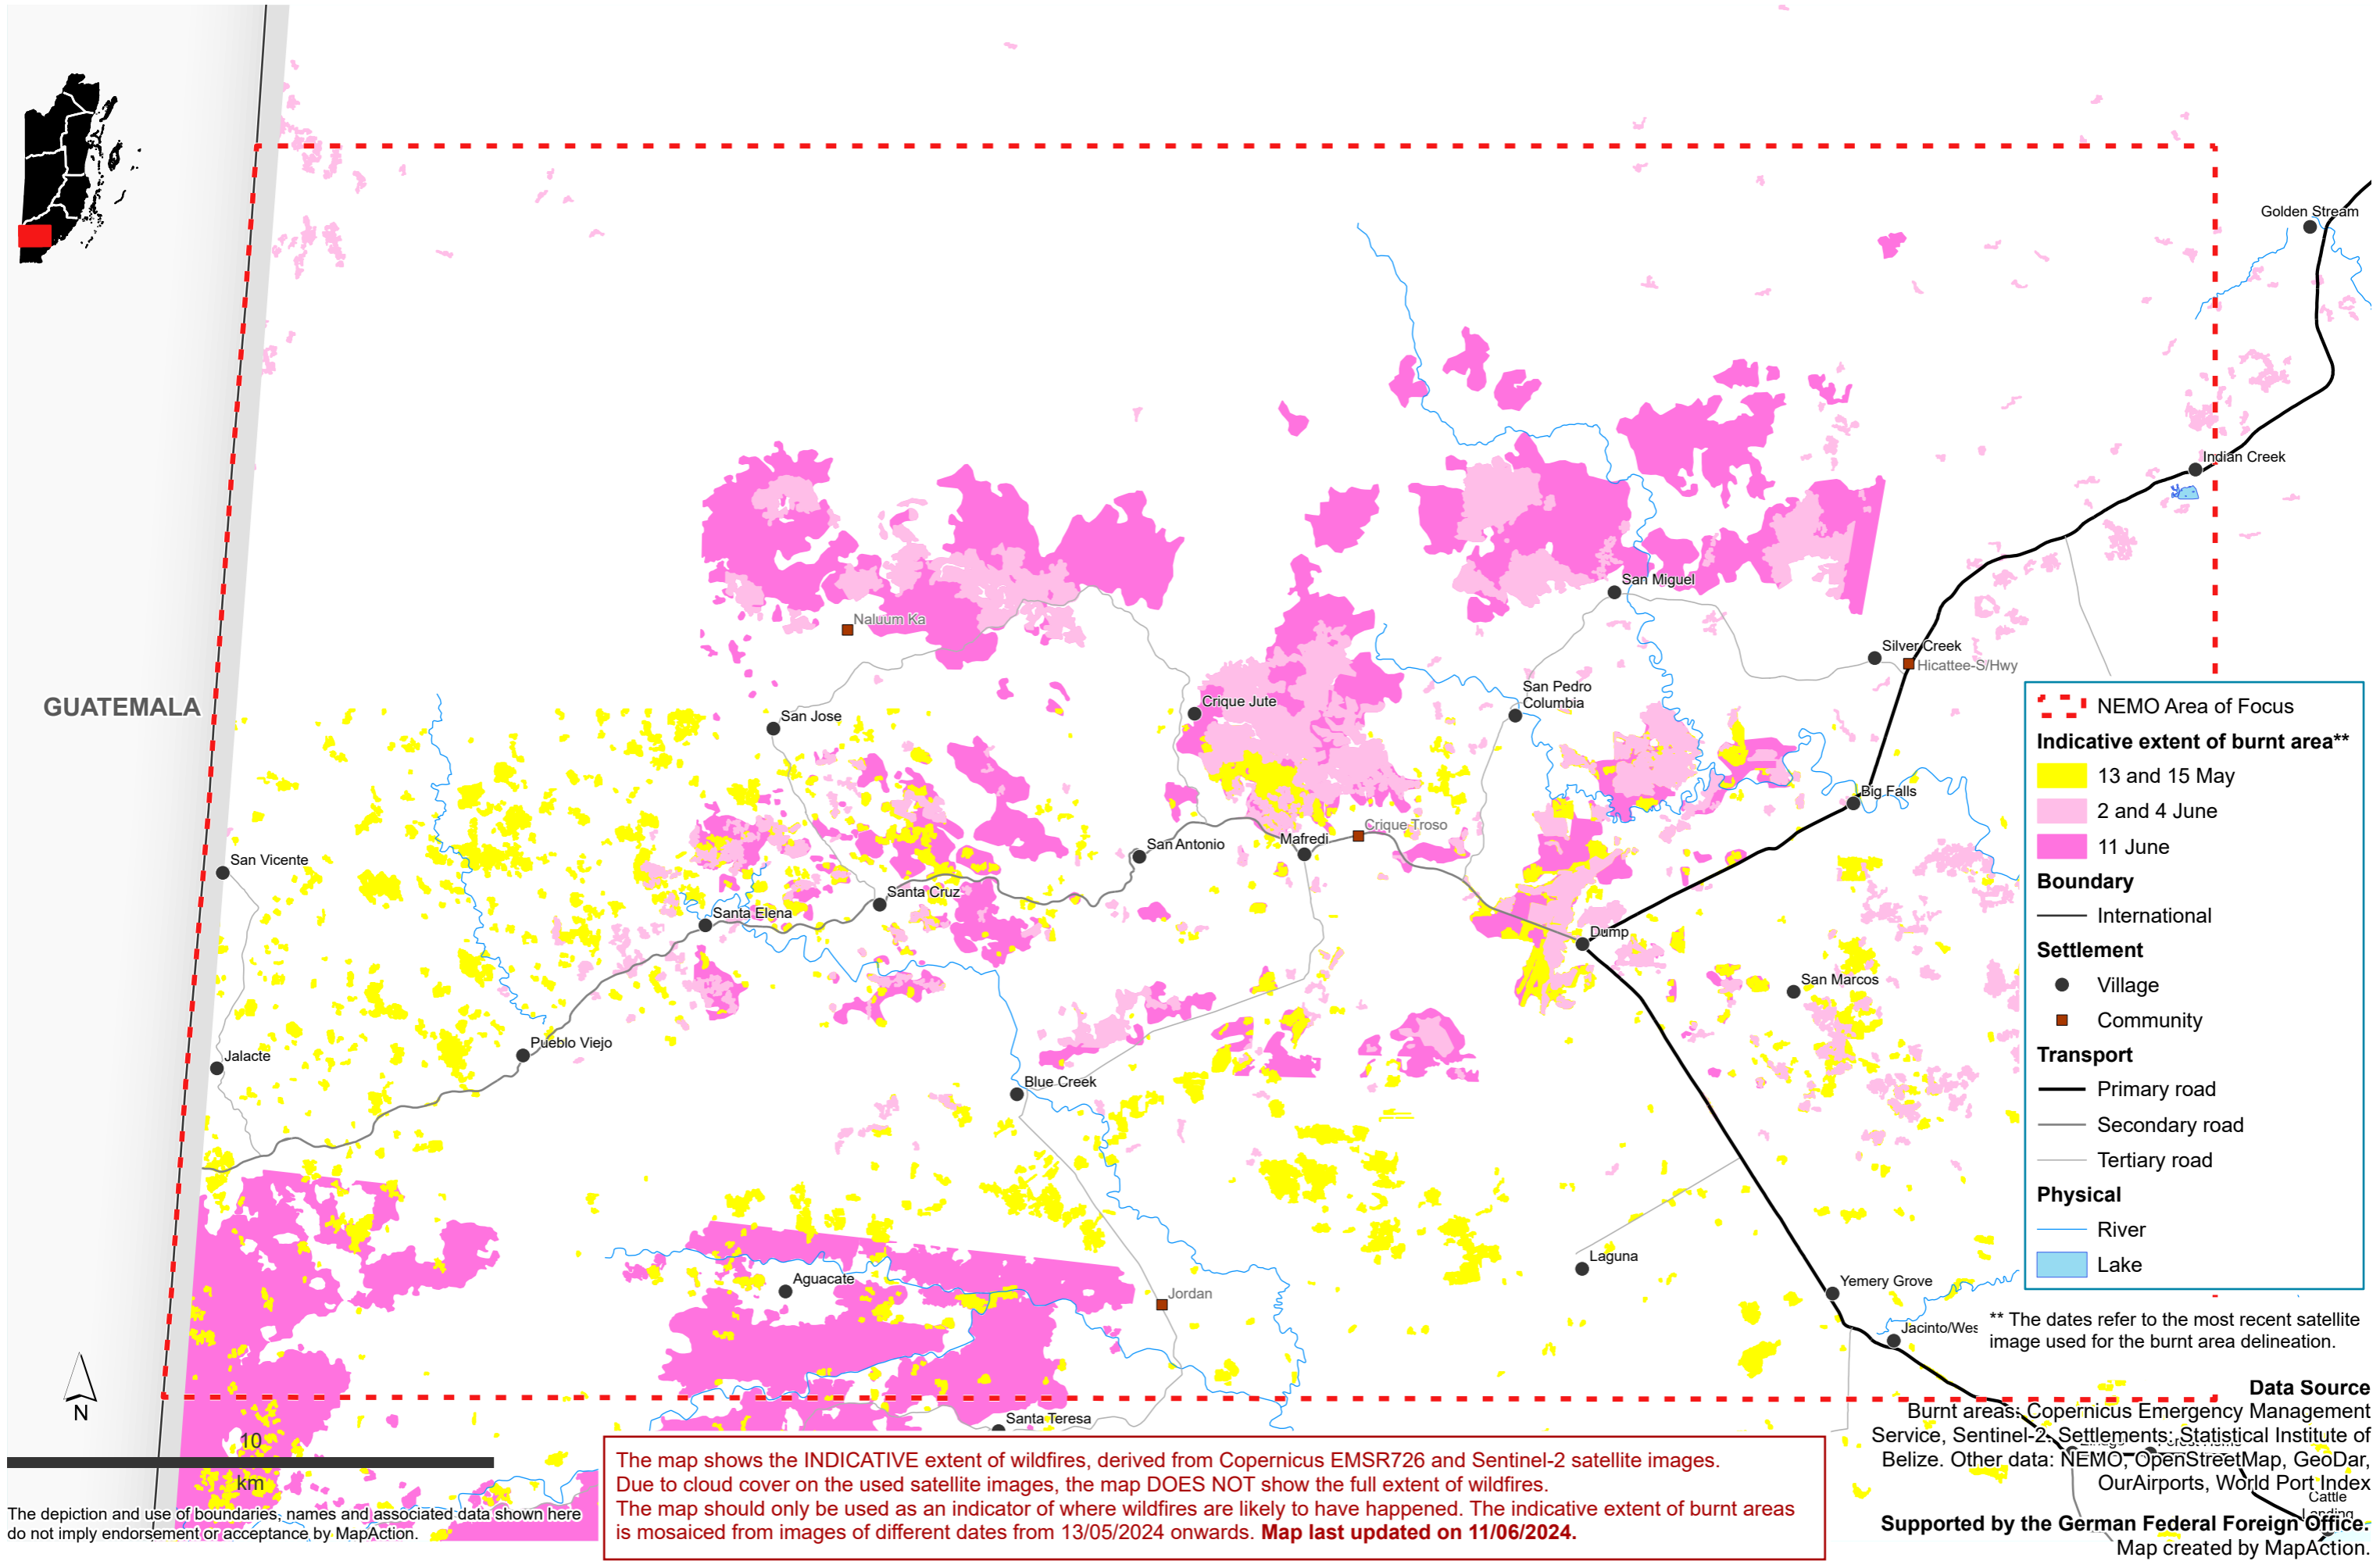 Golden Stream
Indian Creek
San Miguel
Naluum Ka
Silver Creek
Hicattee-S/Hwy
San Pedro
Columbia
Crique Jute
San Jose
GUATEMALA
Big Falls
Crique Troso
Mafredi
San Antonio
San Vicente
Santa Cruz
Santa Elena
Dump
San Marcos
Pueblo Viejo
Jalacte
Blue Creek
Laguna
Aguacate
Jordan
Yemery Grove
Jacinto/Wes
Santa Teresa
NEMO Area of Focus
Indicative extent of burnt area**
13 and 15 May
2 and 4 June
11 June
Boundary
International
Settlement
Village
Community
Transport
Primary road
Secondary road
Tertiary road
Physical
River
Lake
** The dates refer to the most recent satellite
image used for the burnt area delineation.
Data Source
Burnt areas: Copernicus Emergency Management
Service, Sentinel-2. Settlements: Statistical Institute of
Belize. Other data: NEMO, OpenStreetMap, GeoDar,
OurAirports, World Port Index
Cattle
Landing
Supported by the German Federal Foreign Office.
Map created by MapAction.
N
10
km
The depiction and use of boundaries, names and associated data shown here
do not imply endorsement or acceptance by MapAction.
The map shows the INDICATIVE extent of wildfires, derived from Copernicus EMSR726 and Sentinel-2 satellite images.
Due to cloud cover on the used satellite images, the map DOES NOT show the full extent of wildfires.
The map should only be used as an indicator of where wildfires are likely to have happened. The indicative extent of burnt areas
is mosaiced from images of different dates from 13/05/2024 onwards. Map last updated on 11/06/2024.